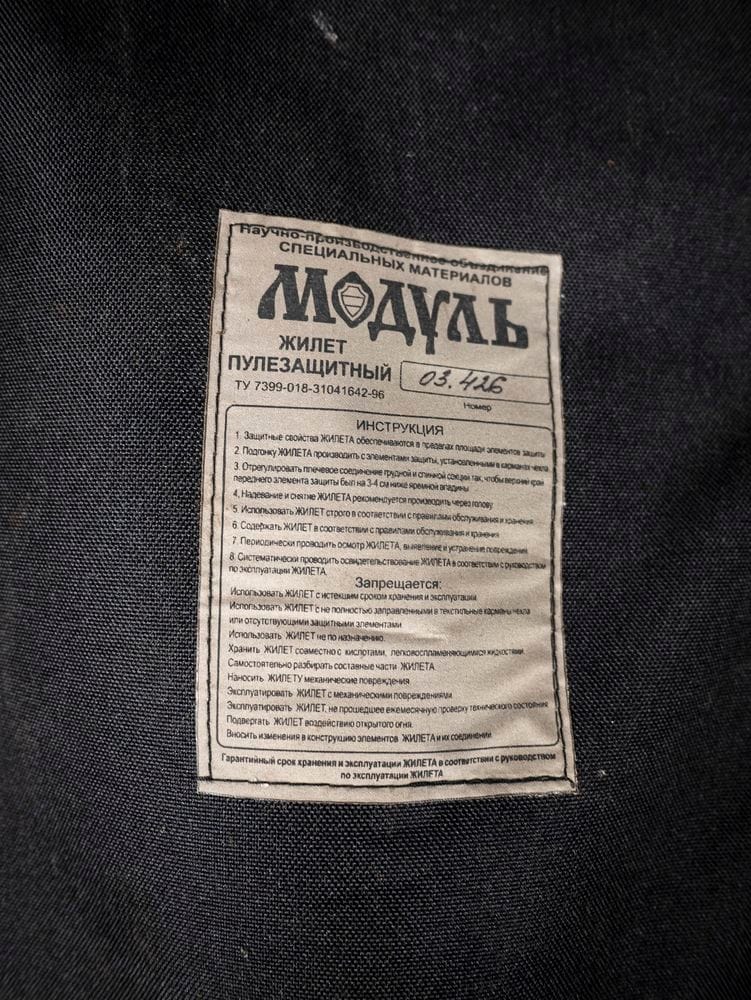 Научно-производственное объединение
СПЕЦИАЛЬНЫХ МАТЕРИАЛОВ
МОДУЛЬ
ЖИЛЕТ
ПУЛЕЗАЩИТНЫЙ
03.426
ТУ 7399-018-31041642-96
Номер
ИНСТРУКЦИЯ
1. Защитные свойства ЖИЛЕТА обеспечиваются в пределах площади элементов защиты
2. Подгонку ЖИЛЕТА производить с элементами защиты, установленными в карманах чехла
3. Отрегулировать плечевое соединение грудной и спинной секции так, чтобы верхний край
переднего элемента защиты был на 3-4 см ниже яремной впадины
4. Надевание и снятие ЖИЛЕТА рекомендуется производить через голову
5. Использовать ЖИЛЕТ строго в соответствии с правилами обслуживания и хранения
6. Содержать ЖИЛЕТ в соответствии с правилами обслуживания и хранения
7. Периодически проводить осмотр ЖИЛЕТА, выявление и устранение повреждений
8. Систематически проводить освидетельствование ЖИЛЕТА в соответствии с руководством
по эксплуатации ЖИЛЕТА.
Запрещается:
Использовать ЖИЛЕТ с истекшим сроком хранения и эксплуатации
Использовать ЖИЛЕТ с не полностью заправленными в текстильные карманы чехла
или отсутствующими защитными элементами
Использовать ЖИЛЕТ не по назначению.
Хранить ЖИЛЕТ совместно с кислотами, легковоспламеняющимися жидкостями
Самостоятельно разбирать составные части ЖИЛЕТА
Наносить ЖИЛЕТУ механические повреждения
Эксплуатировать ЖИЛЕТ с механическими повреждениями
Эксплуатировать ЖИЛЕТ, не прошедшее ежемесячную проверку технического состояния
Подвергать ЖИЛЕТ воздействию открытого огня.
Вносить изменения в конструкцию элементов ЖИЛЕТА и их соединений
Гарантийный срок хранения и эксплуатации ЖИЛЕТА в соответствии с руководством
по эксплуатации ЖИЛЕТА